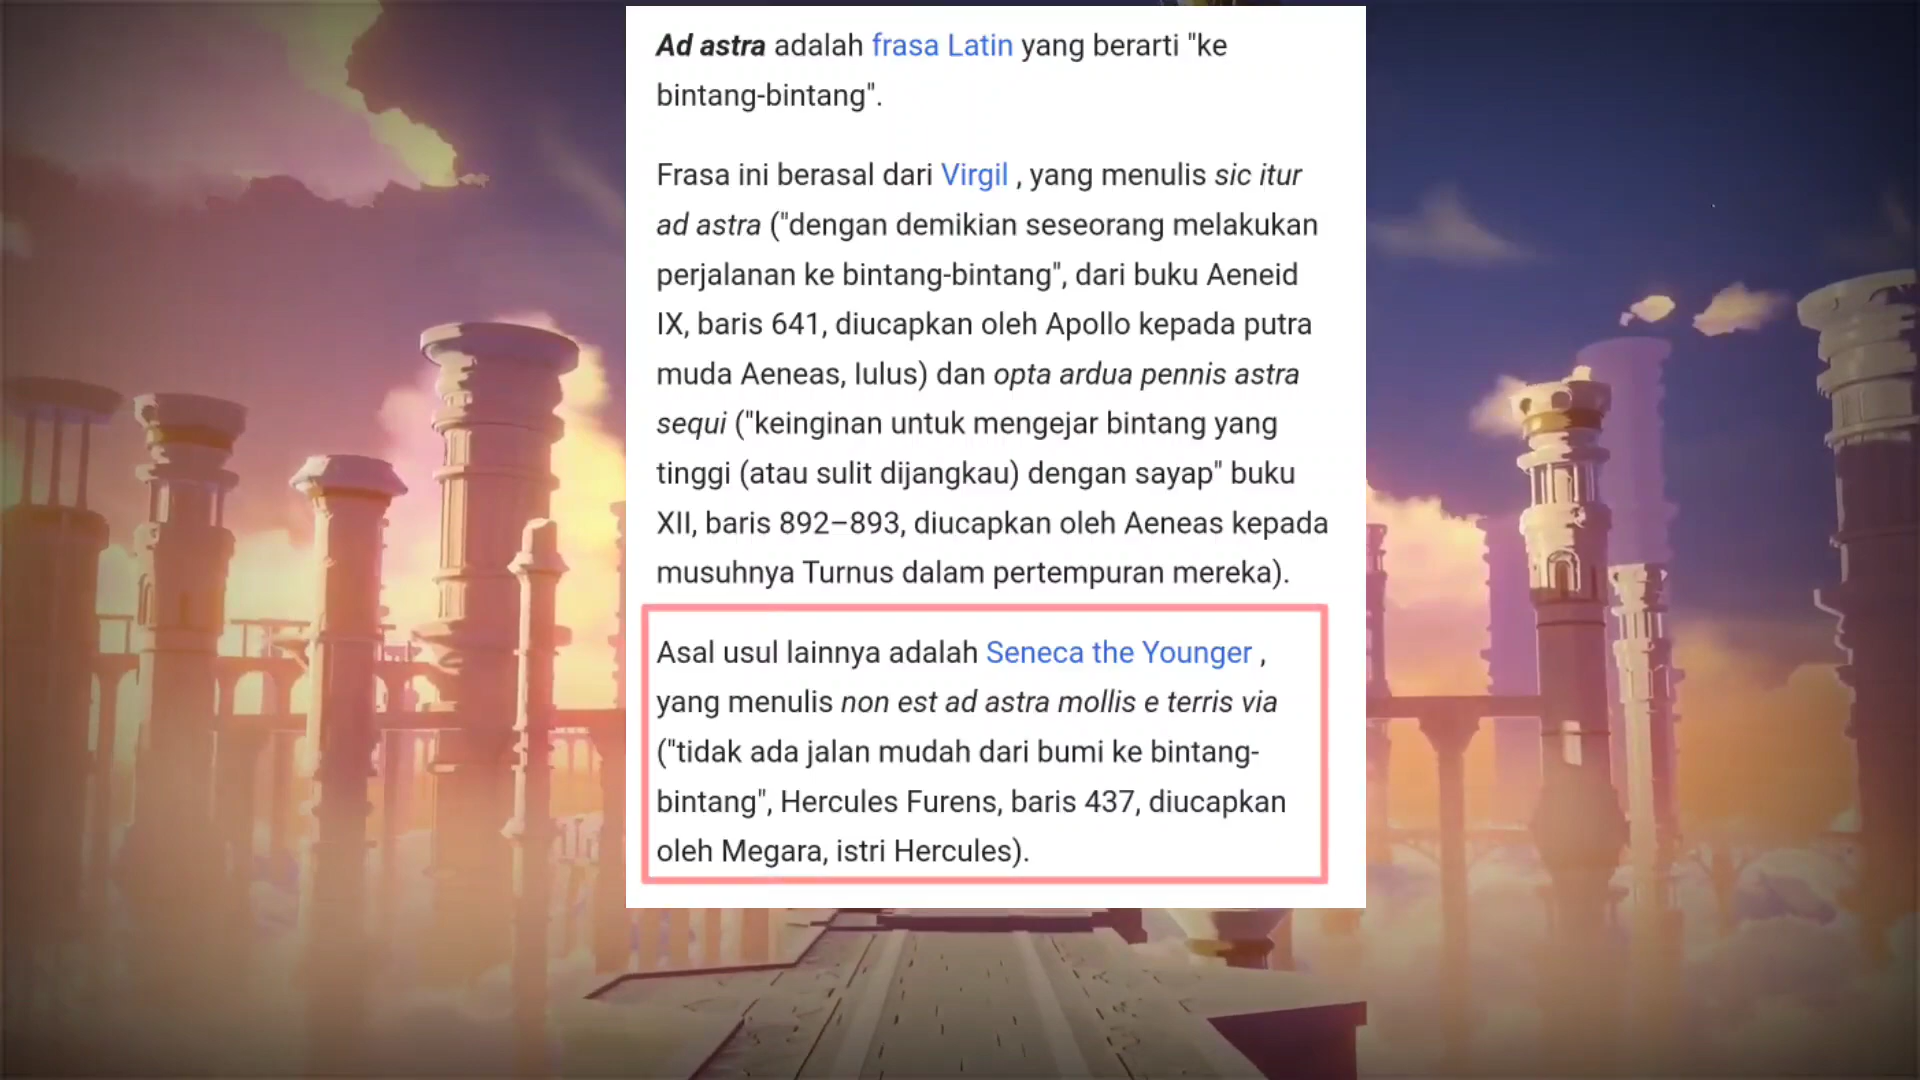 Ad astra adalah frasa Latin yang berarti "ke
bintang-bintang".
Frasa ini berasal dari Virgil , yang menulis sic itur
ad astra ("dengan demikian seseorang melakukan
perjalanan ke bintang-bintang", dari buku Aeneid
IX, baris 641, diucapkan oleh Apollo kepada putra
muda Aeneas, Iulus) dan opta ardua pennis astra
sequi ("keinginan untuk mengejar bintang yang
tinggi (atau sulit dijangkau) dengan sayap" buku
XII, baris 892–893, diucapkan oleh Aeneas kepada
musuhnya Turnus dalam pertempuran mereka).
Asal usul lainnya adalah Seneca the Younger ,
yang menulis non est ad astra mollis e terris via
("tidak ada jalan mudah dari bumi ke bintang-
bintang", Hercules Furens, baris 437, diucapkan
oleh Megara, istri Hercules).